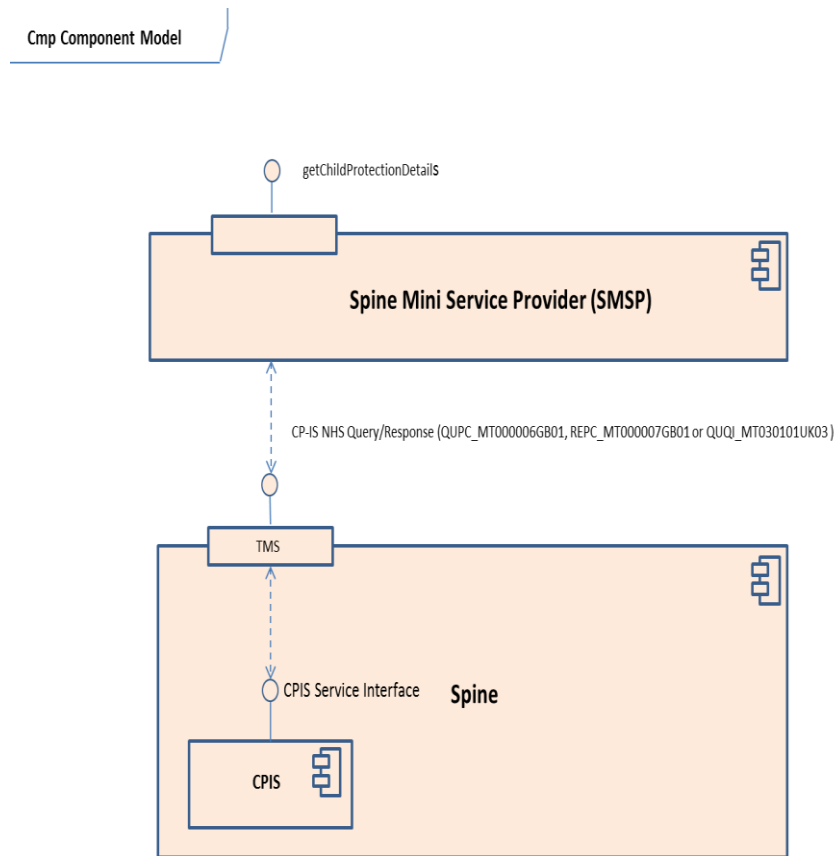 Cmp Component Model
getChildProtectionDetails
Spine Mini Service Provider (SMSP)
CP-IS NHS Query/Response (QUPC_MT000006GB01, REPC_MT000007GB01 or QUQI_MT030101UK03 )
TMS
CPIS Service Interface
Spine
CPIS